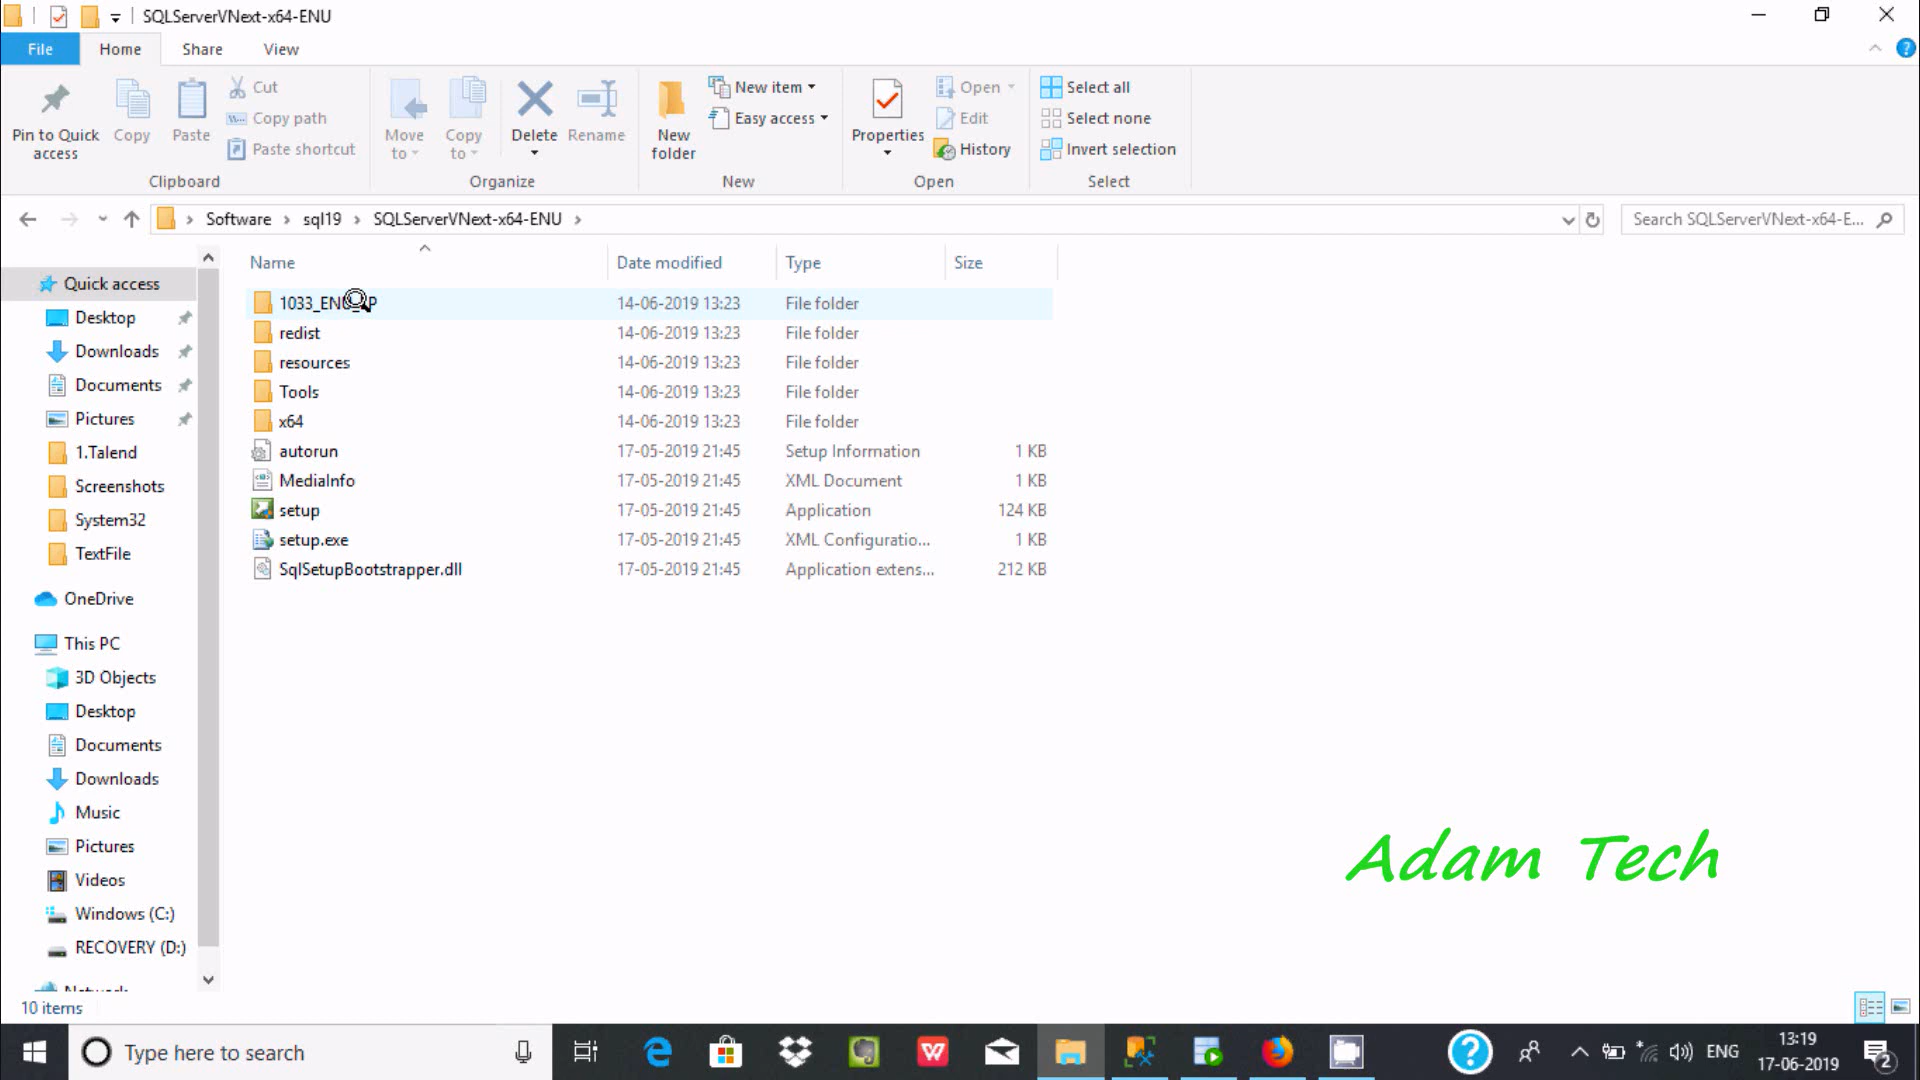 SQLServerVNext-x64-ENU
File Home Share View
Pin to Quick access
Copy
Paste
Cut
Copy path
Paste shortcut
Move to
Copy to
Delete
Rename
New folder
New item
Easy access
Properties
Open
Edit
History
Select all
Select none
Invert selection
Clipboard Organize New Open Select
Software sql19 SQLServerVNext-x64-ENU
Search SQLServerVNext-x64-E...
Name Date modified Type Size
14-06-2019 13:23 File folder
redist 14-06-2019 13:23 File folder
resources 14-06-2019 13:23 File folder
Tools 14-06-2019 13:23 File folder
x64 14-06-2019 13:23 File folder
autorun 17-05-2019 21:45 Setup Information 1 KB
MediaInfo 17-05-2019 21:45 XML Document 1 KB
setup 17-05-2019 21:45 Application 124 KB
setup.exe 17-05-2019 21:45 XML Configuratio... 1 KB
SqlSetupBootstrapper.dll 17-05-2019 21:45 Application extens... 212 KB
Quick access
Desktop
Downloads
Documents
Pictures
1.Talend
Screenshots
System32
TextFile
OneDrive
This PC
3D Objects
Desktop
Documents
Downloads
Music
Pictures
Videos
Windows (C:)
RECOVERY (D:)
Network
Adam Tech
10 items
Type here to search
ENG
13:19
17-06-2019
2